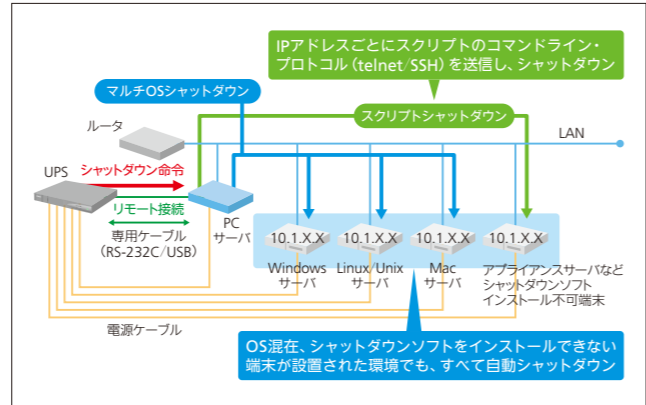 IPアドレスごとにスクリプトのコマンドライン・
プロトコル(telnet/SSH)を送信し、シャットダウン
マルチOSシャットダウン
スクリプトシャットダウン
ルータ
LAN
UPS
シャットダウン命令
リモート接続
専用ケーブル
(RS-232C/USB)
PC
サーバ
10.1.X.X
10.1.X.X
10.1.X.X
10.1.X.X
Windows
サーバ
Linux/Unix
サーバ
Mac
サーバ
アプライアンスサーバなど
シャットダウンソフト
インストール不可端末
電源ケーブル
OS混在、シャットダウンソフトをインストールできない
端末が設置された環境でも、すべて自動シャットダウン